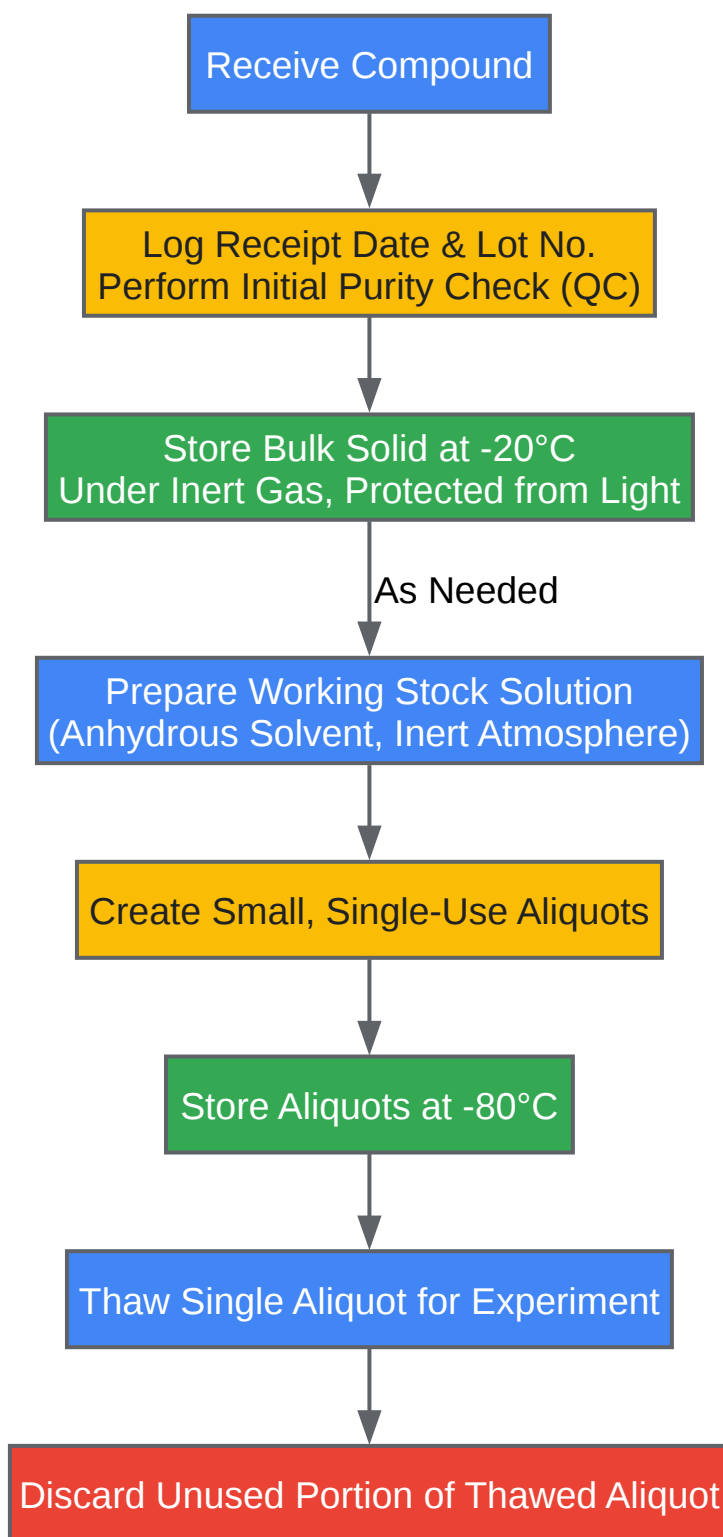 Receive Compound
Log Receipt Date & Lot No.
Perform Initial Purity Check (QC)
Store Bulk Solid at -20°C
Under Inert Gas, Protected from Light
As Needed
Prepare Working Stock Solution
(Anhydrous Solvent, Inert Atmosphere)
Create Small, Single-Use Aliquots
Store Aliquots at -80°C
Thaw Single Aliquot for Experiment
Discard Unused Portion of Thawed Aliquot